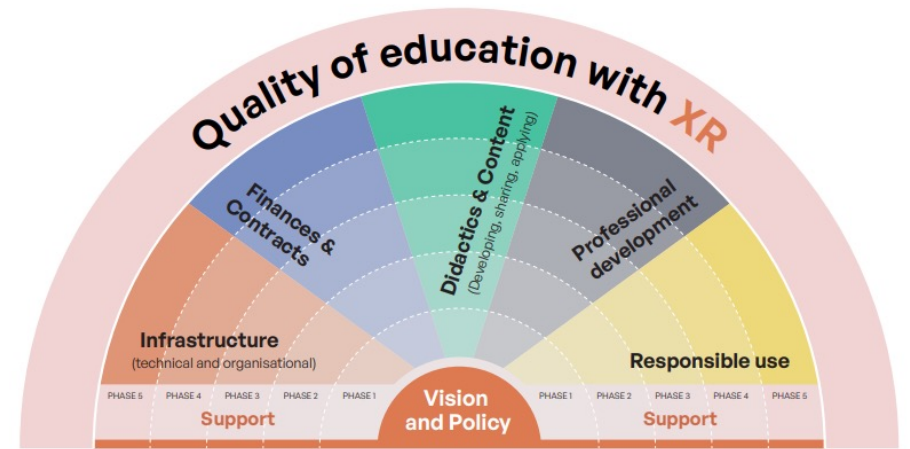 Quality of education with XR
Finances &
Contracts
Didactics & Content
(Developing, sharing, applying)
Professional
development
Infrastructure
(technical and organisational)
Responsible use
PHASE 5 PHASE 4 PHASE 3 PHASE 2 PHASE 1
Support
Vision
and Policy
PHASE 1 PHASE 2 PHASE 3 PHASE 4 PHASE 5
Support